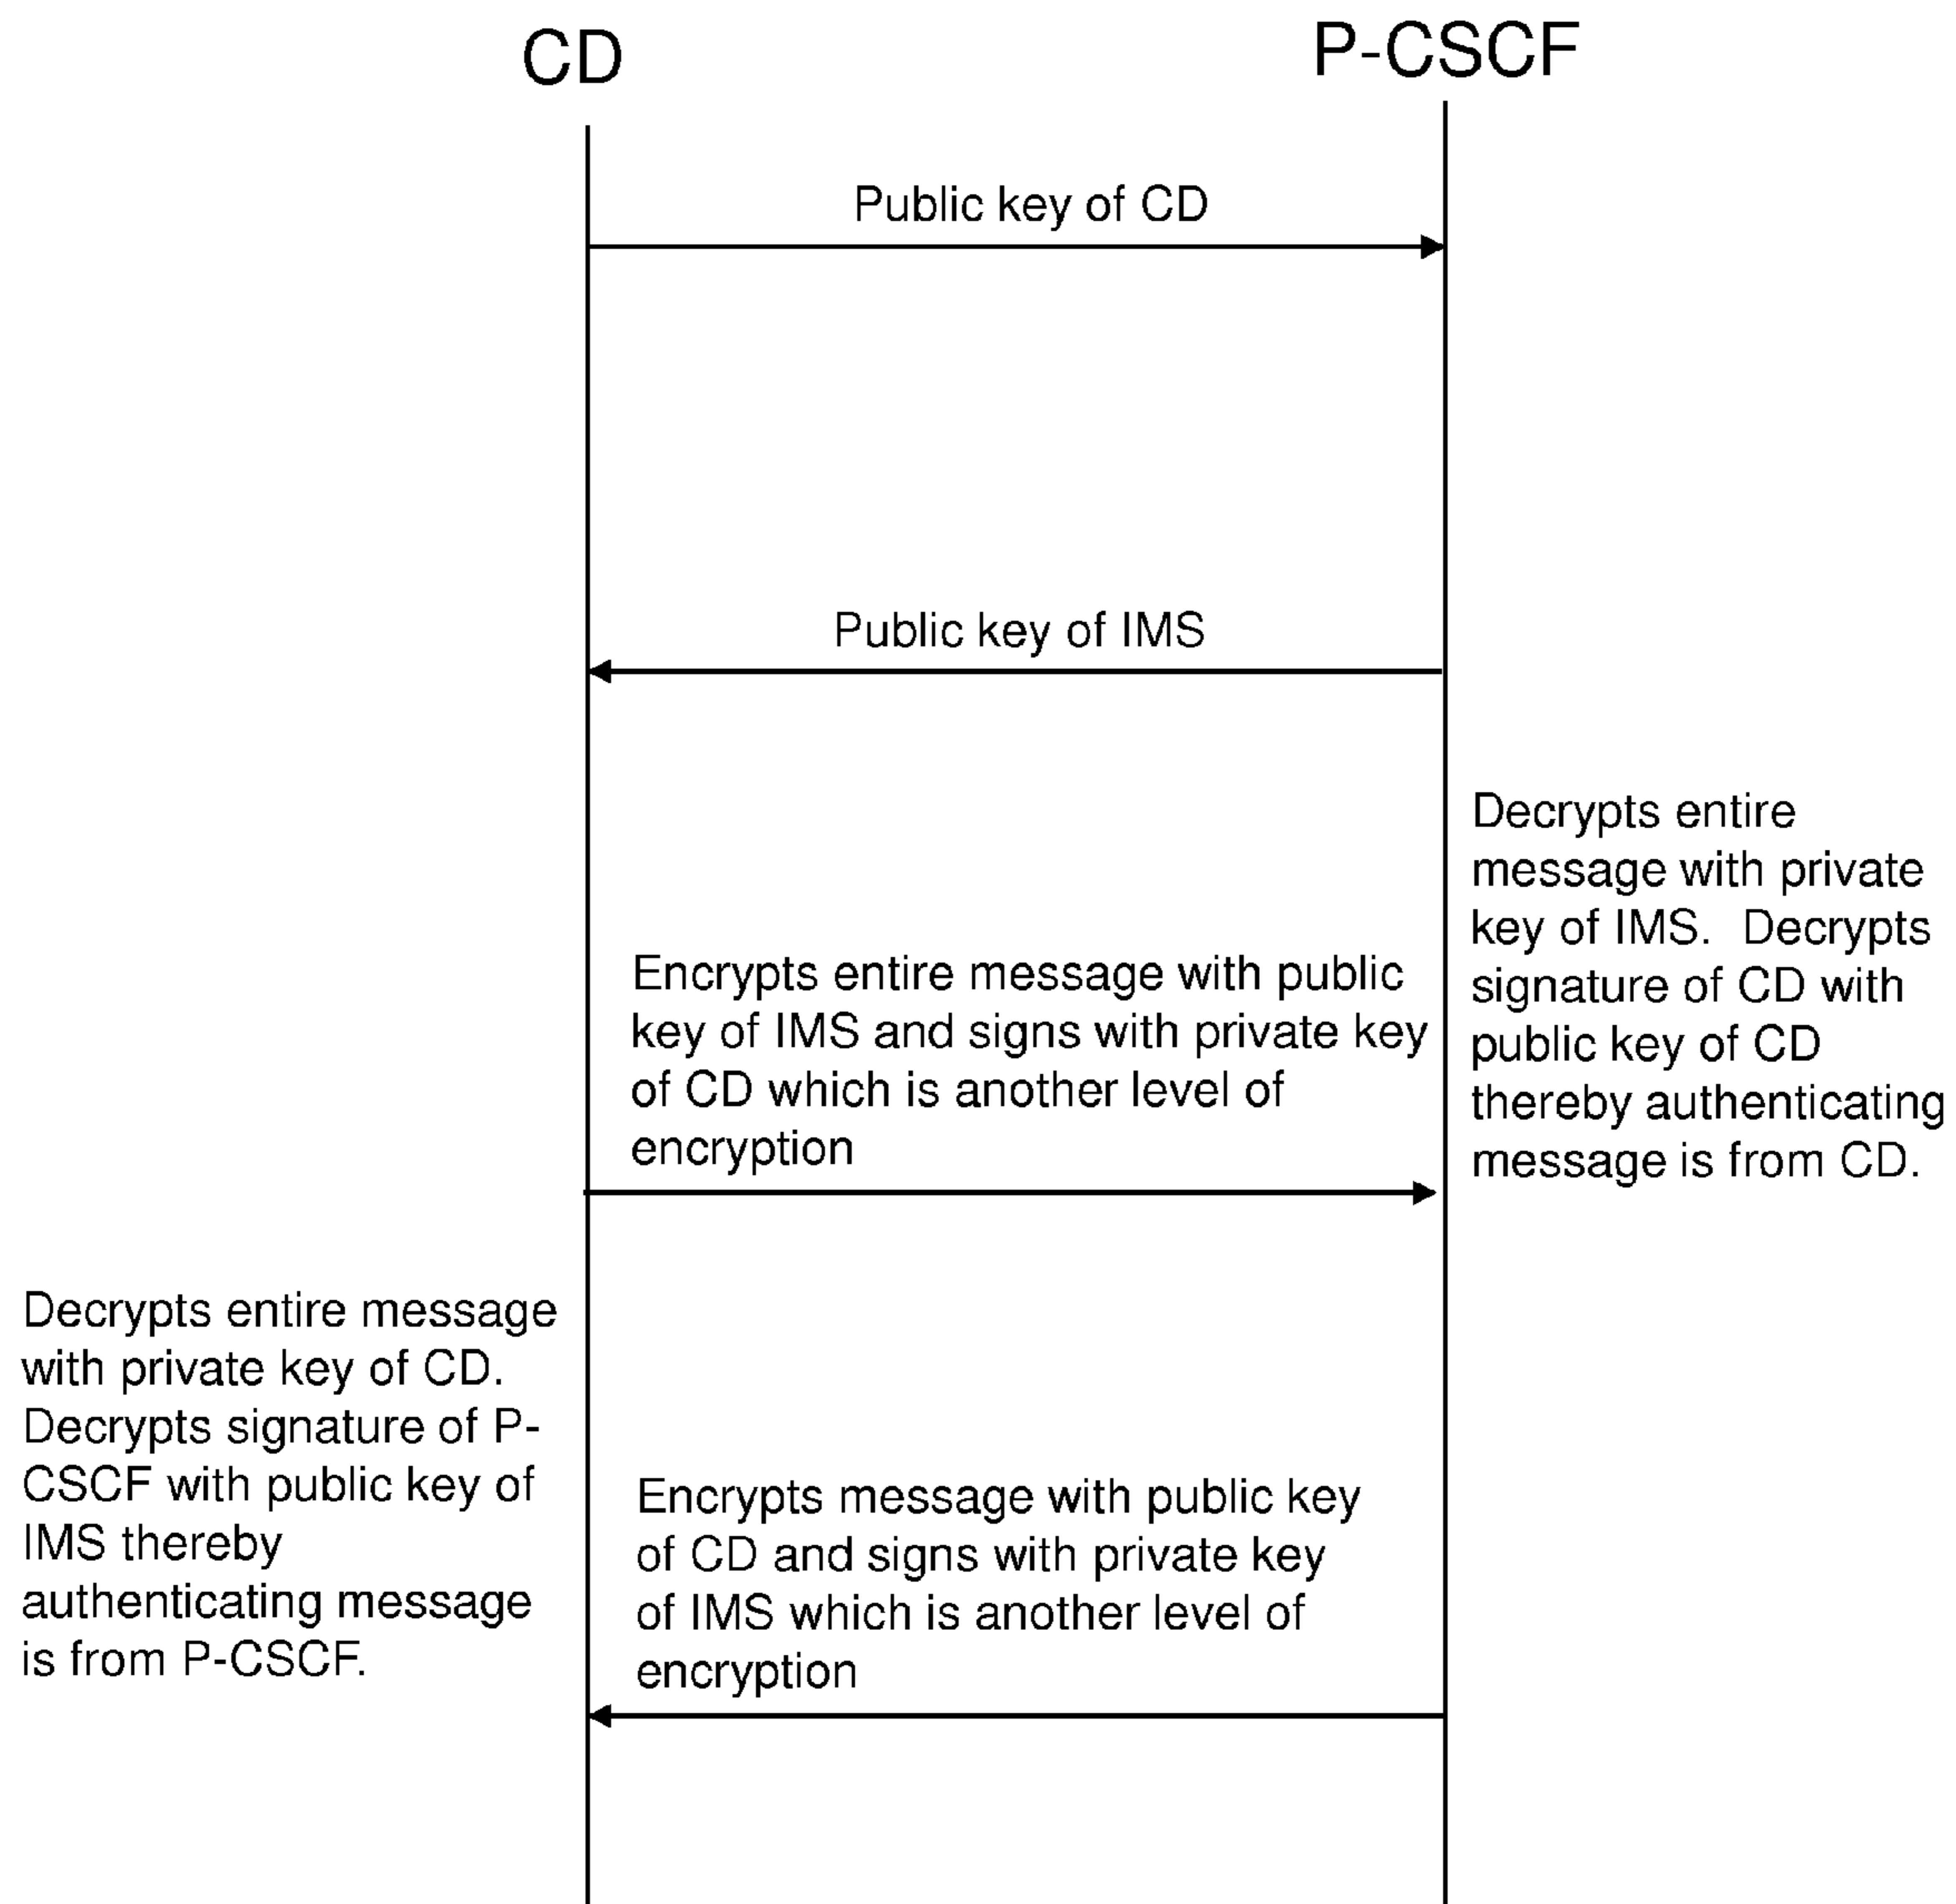 CD
P-CSCF
Public key of CD
Public key of IMS
Decrypts entire
message with private
key of IMS.  Decrypts
signature of CD with
public key of CD
thereby authenticating
message is from CD.
Encrypts entire message with public
key of IMS and signs with private key
of CD which is another level of
encryption
Decrypts entire message
with private key of CD.
Decrypts signature of P-
CSCF with public key of
IMS thereby
authenticating message
is from P-CSCF.
Encrypts message with public key
of CD and signs with private key
of IMS which is another level of
encryption